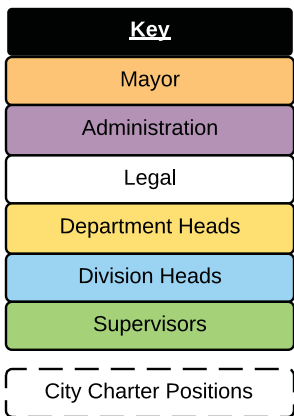 Key
Mayor
Administration
Legal
Department Heads
Division Heads
Supervisors
City Charter Positions